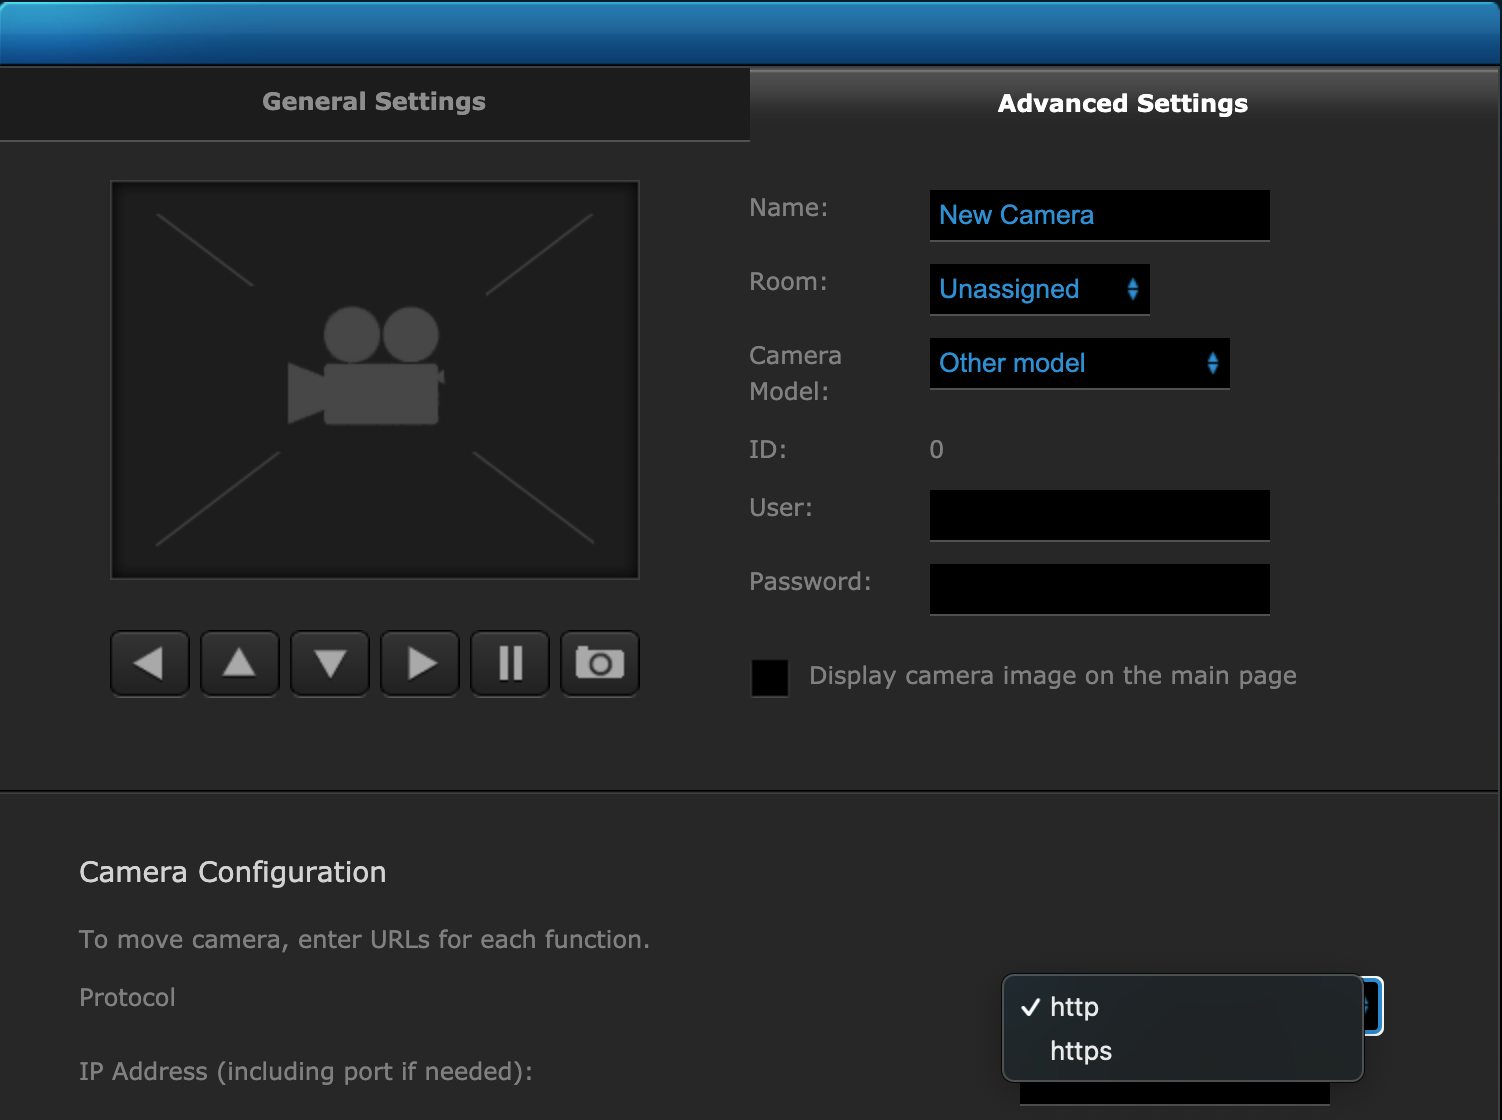 General Settings
Advanced Settings
Name:
New Camera
Room:
Unassigned
Camera
Model:
Other model
ID:
0
User:
Password:
Display camera image on the main page
Camera Configuration
To move camera, enter URLs for each function.
Protocol
http
https
IP Address (including port if needed):